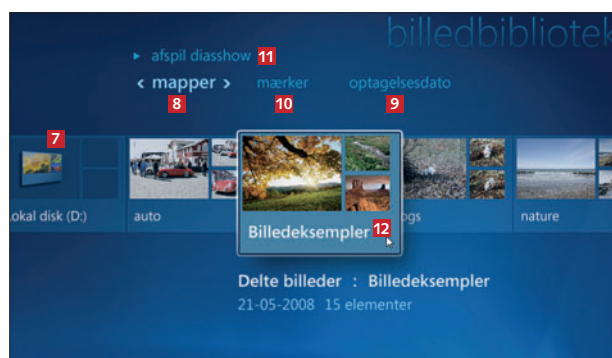 billedbibliotek
afspil diasshow 11
< mapper > mærker optagelsesdato
8 10 9
7
okal disk (D:) auto ogs nature
Billedeksempler 12
Delte billeder : Billedeksempler
21-05-2008 15 elementer